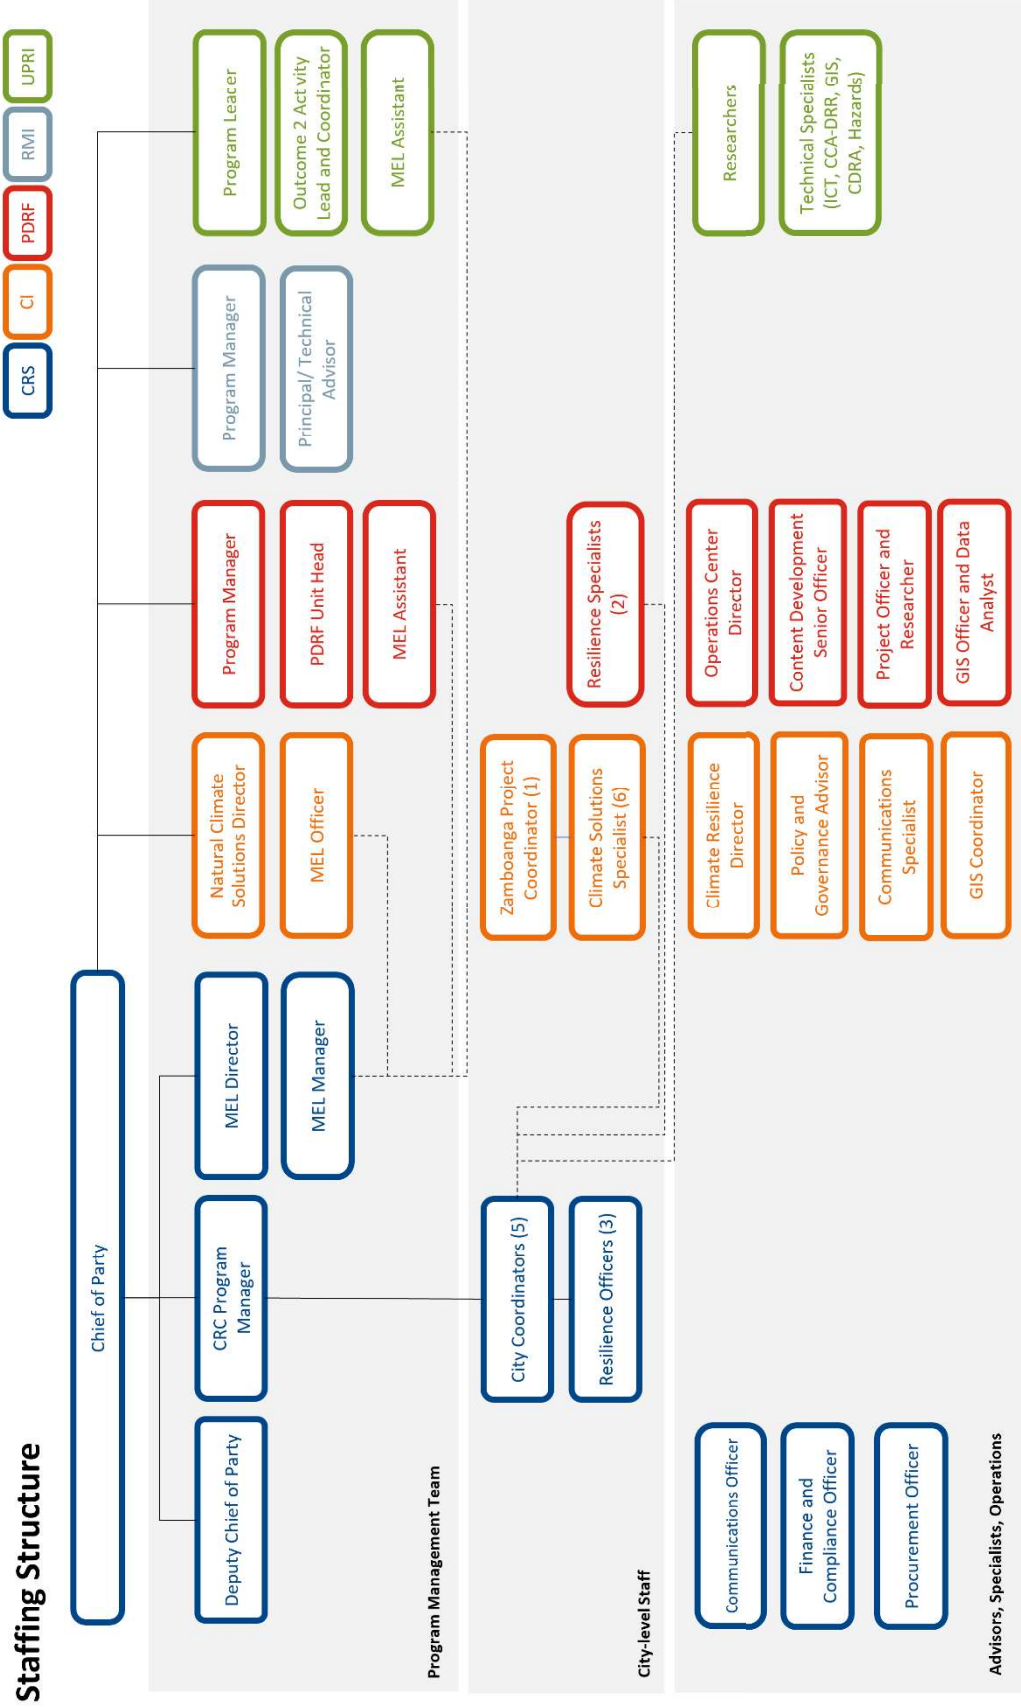 Staffing Structure
CRS
CI
PDRF
RMI
UPRI
Chief of Party
Deputy Chief of Party
CRC Program
Manager
MEL Director
MEL Manager
Natural Climate
Solutions Director
MEL Officer
Program Manager
PDRF Unit Head
MEL Assistant
Program Manager
Principal/ Technical
Advisor
Program Leacer
Outcome 2 Act vity
Lead and Coordinator
MEL Assistant
Program Management Team
City Coordinators (5)
Resilience Officers (3)
Zamboanga Project
Coordinator (1)
Climate Solutions
Specialist (6)
Resilience Specialists
(2)
City-level Staff
Communications Officer
Finance and
Compliance Officer
Procurement Officer
Climate Resilience
Director
Policy and
Governance Advisor
Communications
Specialist
GIS Coordinator
Operations Center
Director
Content Development
Senior Officer
Project Officer and
Researcher
GIS Officer and Data
Analyst
Researchers
Technical Specialists
(ICT, CCA-DRR, GIS,
CDRA, Hazards)
Advisors, Specialists, Operations